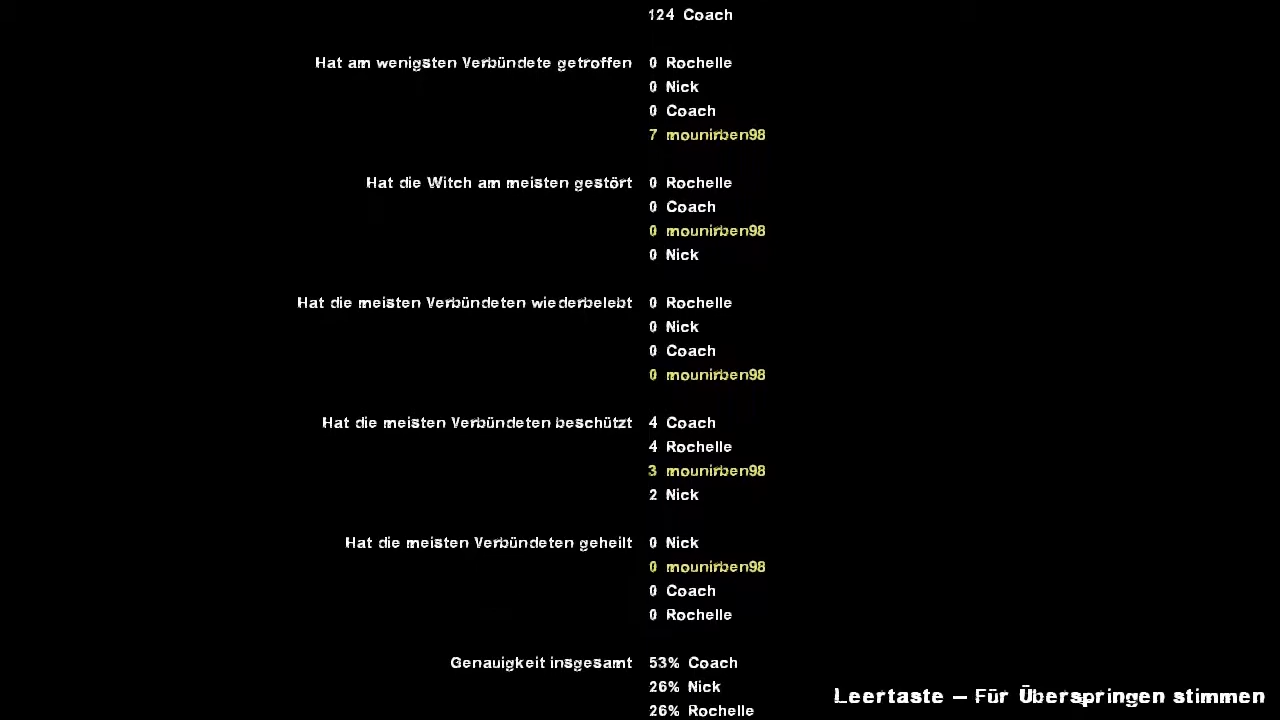 124 Coach
Hat am wenigsten Verbündete getroffen 0 Rochelle
0 Nick
0 Coach
7 mounirben98
Hat die Witch am meisten gestört 0 Rochelle
0 Coach
0 mounirben98
0 Nick
Hat die meisten Verbündeten wiederbelebt 0 Rochelle
0 Nick
0 Coach
0 mounirben98
Hat die meisten Verbündeten beschützt 4 Coach
4 Rochelle
3 mounirben98
2 Nick
Hat die meisten Verbündeten geheilt 0 Nick
0 mounirben98
0 Coach
0 Rochelle
Genauigkeit insgesamt 53% Coach
26% Nick
26% Rochelle
Leertaste – Für Überspringen stimmen